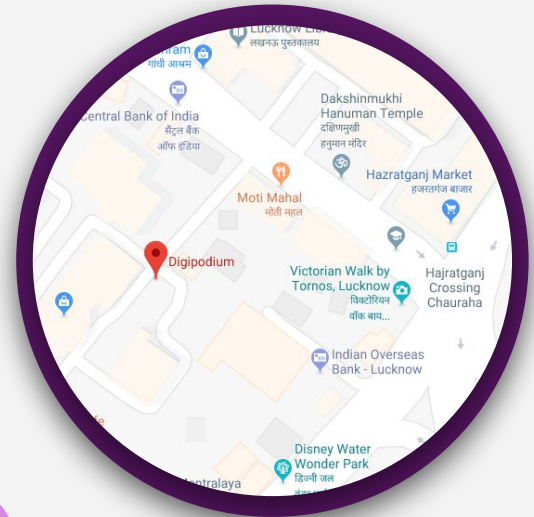 Lucknow
लखनऊ पुस्तकालय
गांधी आश्रम
Central Bank of India
सैंट्रल बैंक
ऑफ इंडिया
Dakshinmukhi
Hanuman Temple
दक्षिणमुखी
हनुमान मंदिर
Moti Mahal
मोती महल
Hazratganj Market
हजरतगंज बाजार
Digipodium
Victorian Walk by
Tornos, Lucknow
विक्टोरियन
वॉक बाय...
Hajratganj
Crossing
Chauraha
Indian Overseas
Bank - Lucknow
Disney Water
Wonder Park
डिज्नी जल